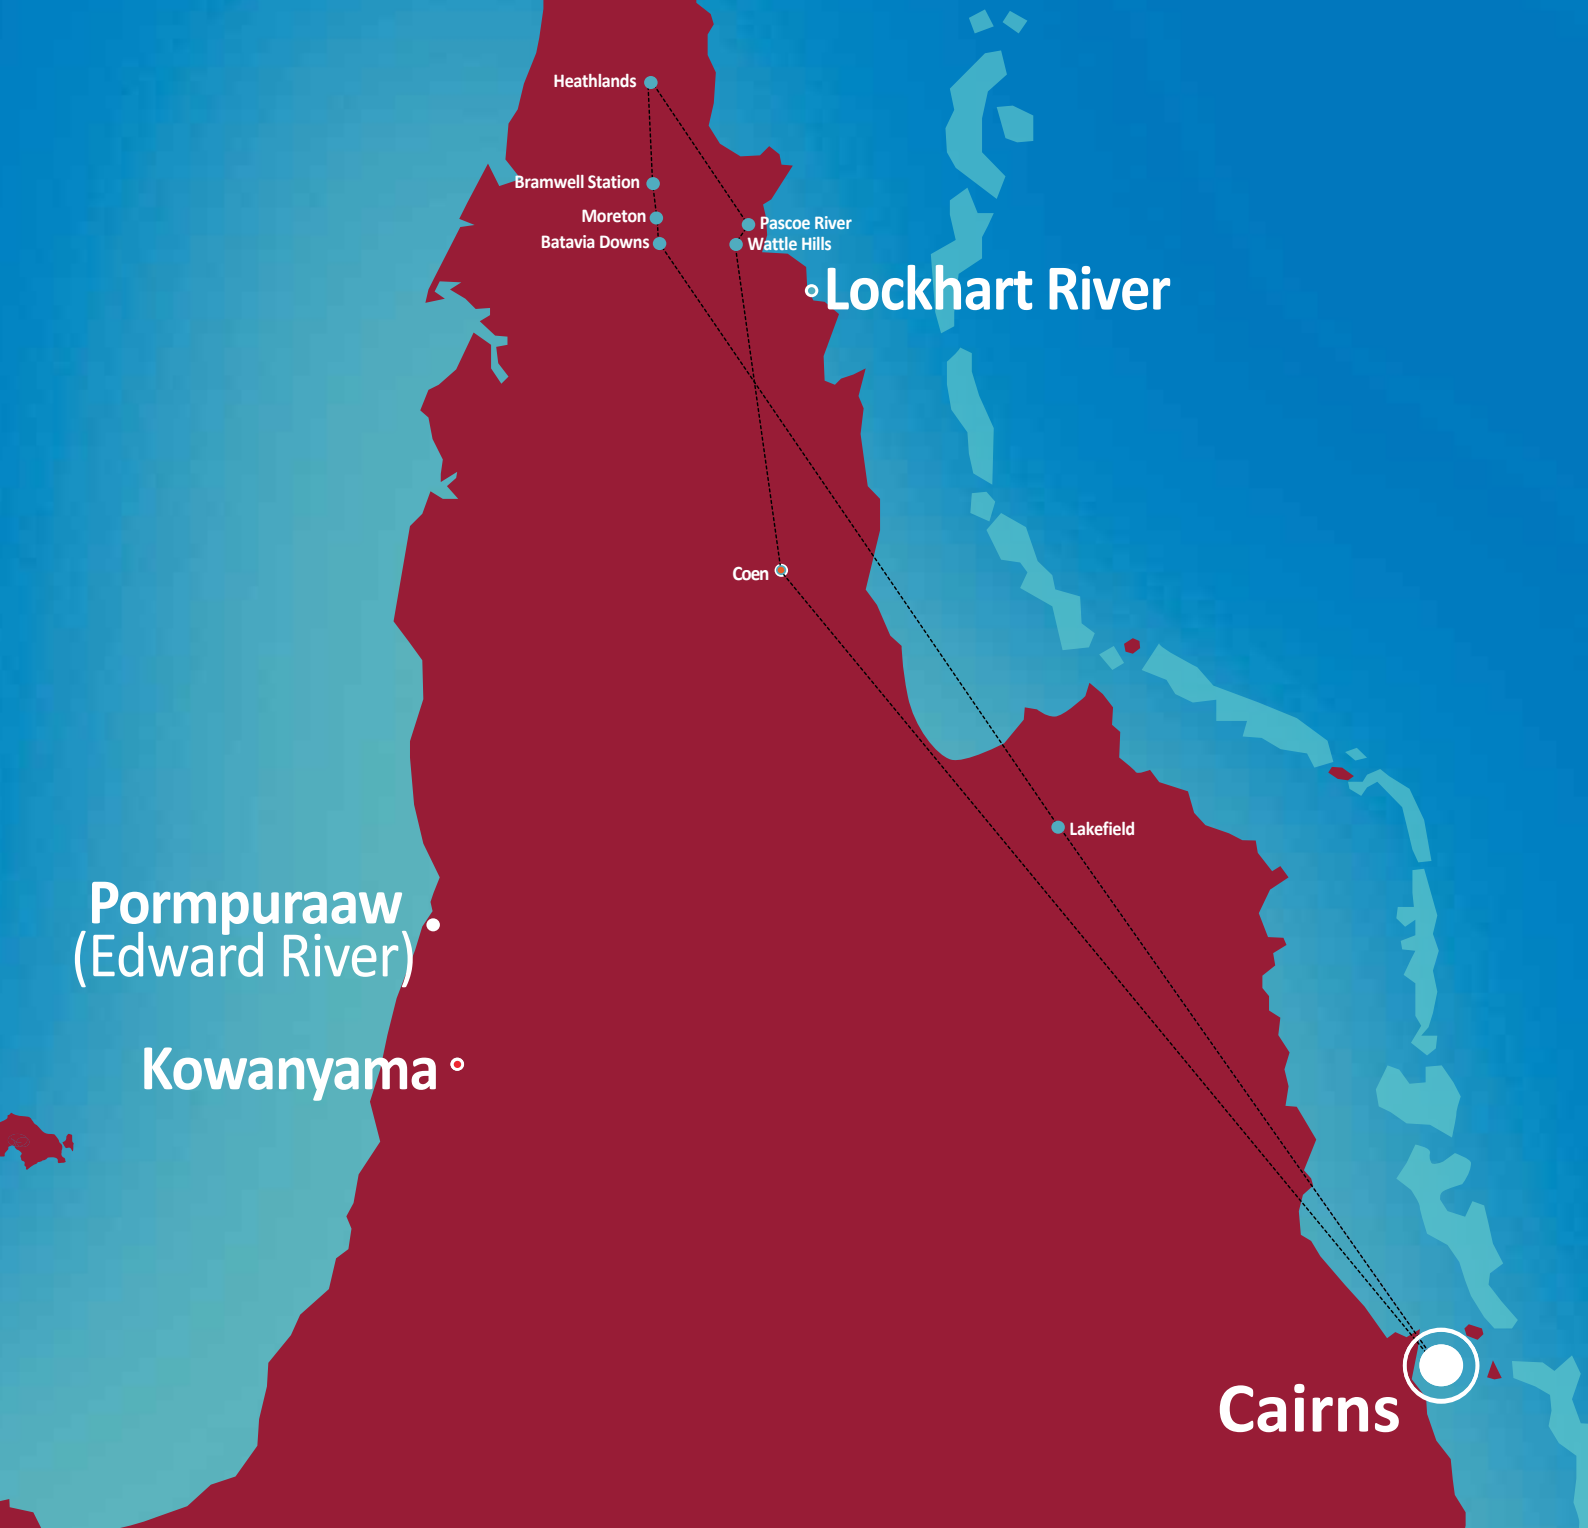 Heathlands
Bramwell Station
Moreton
Pascoe River
Batavia Downs
Wattle Hills
Lockhart River
Coen
Lakefield
Pormpuraaw
(Edward River)
Kowanyama
Cairns